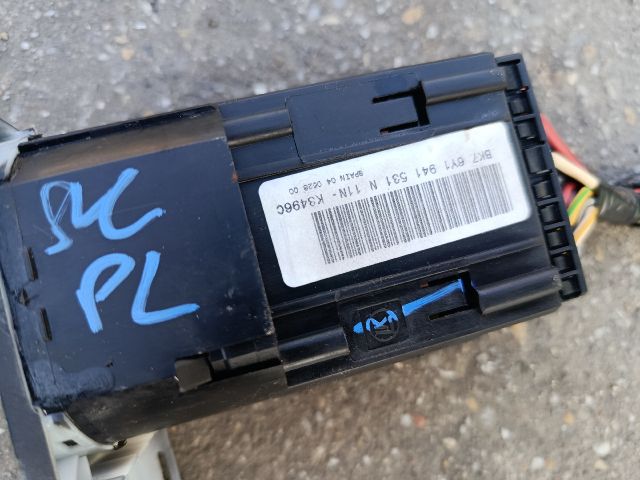 BK7 6Y1 941 531 N 11N - K3496C
SPAIN 04 0628 00
PL